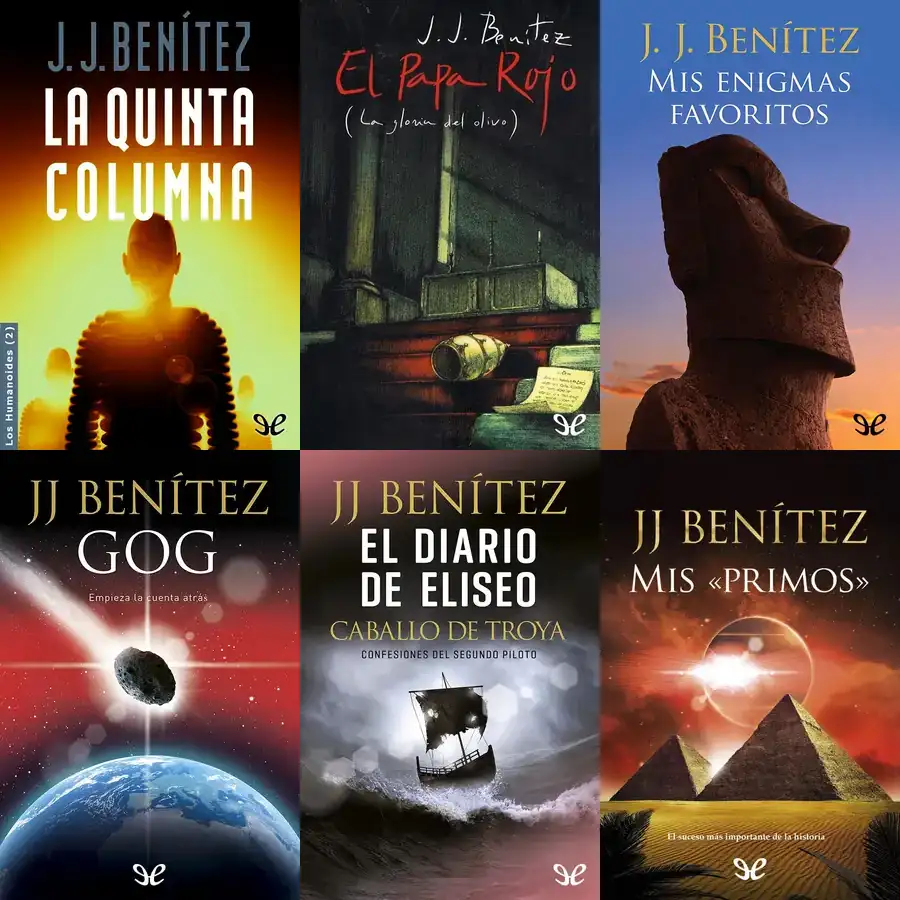 J.J.BENÍTEZ
LA QUINTA
COLUMNA
Los Humanoides (2)
J. J. Benítez
El Papa Rojo
(La gloria del olivo)
J. J. BENÍTEZ
MIS ENIGMAS
FAVORITOS
JJ BENÍTEZ
GOG
Empieza la cuenta atrás
JJ BENÍTEZ
EL DIARIO
DE ELISEO
CABALLO DE TROYA
CONFESIONES DEL SEGUNDO PILOTO
JJ BENÍTEZ
MIS «PRIMOS»
El suceso más importante de la historia